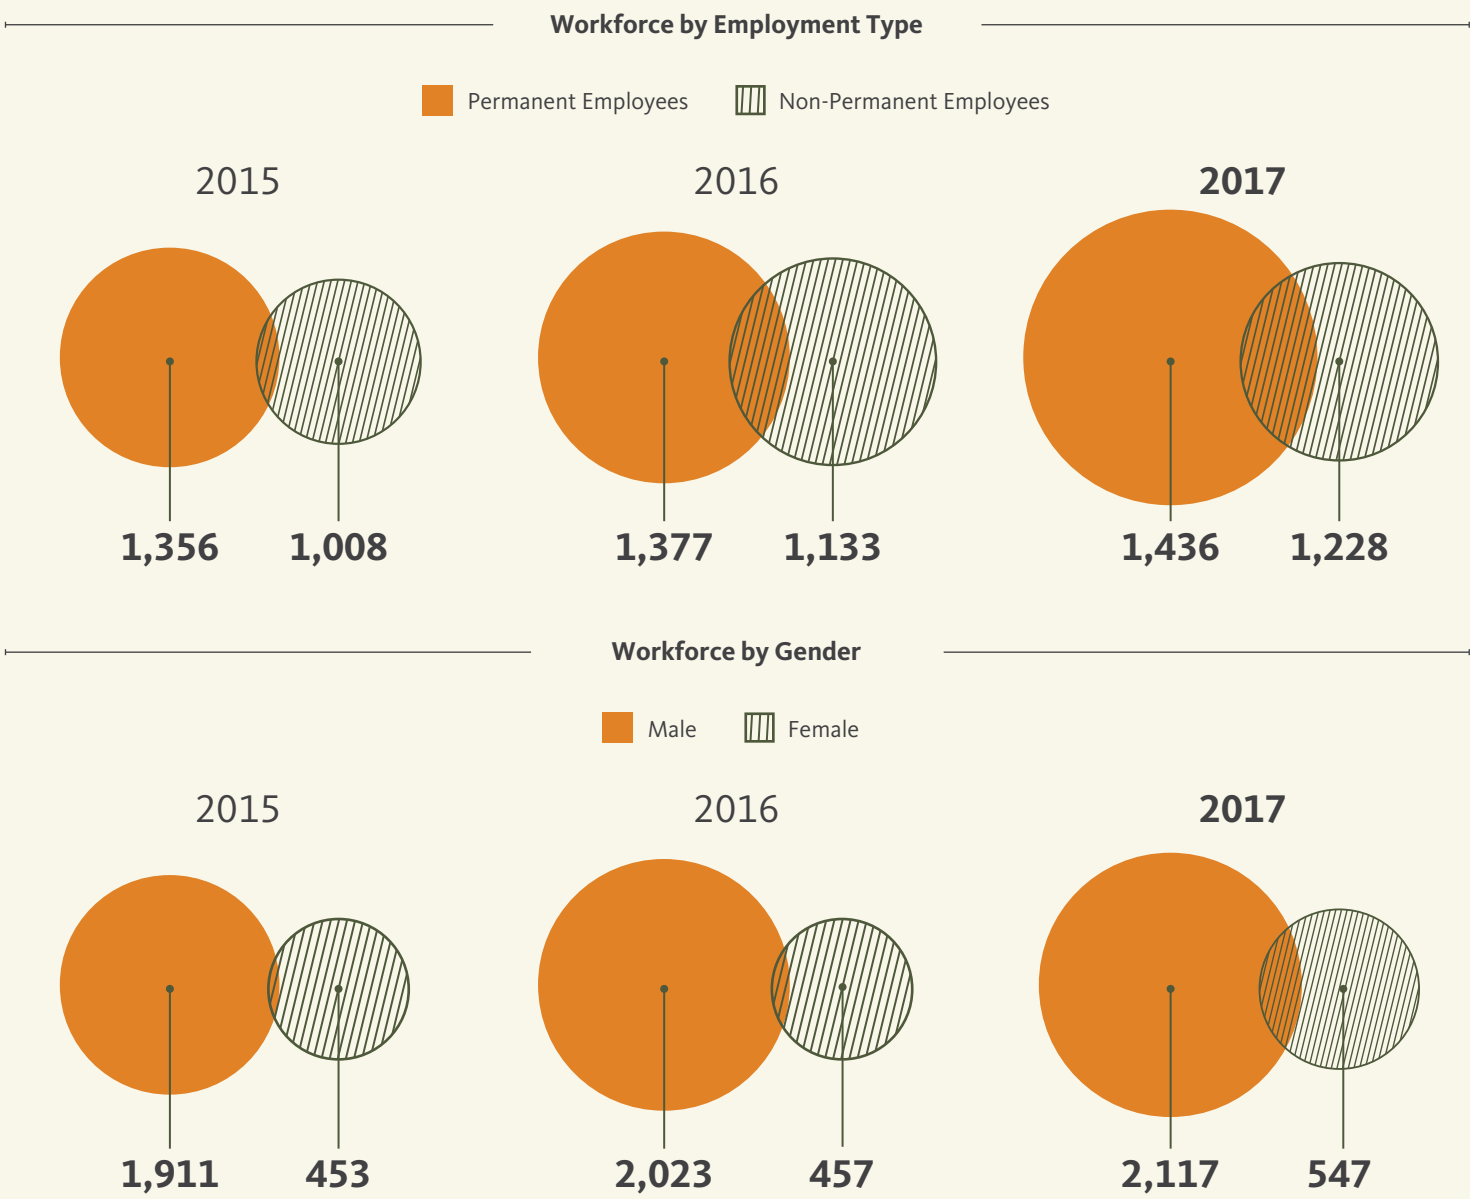 Workforce by Employment Type
Permanent Employees Non-Permanent Employees
2015 2016 2017
1,356 1,008 1,377 1,133 1,436 1,228
Workforce by Gender
Male Female
2015 2016 2017
1,911 453 2,023 457 2,117 547